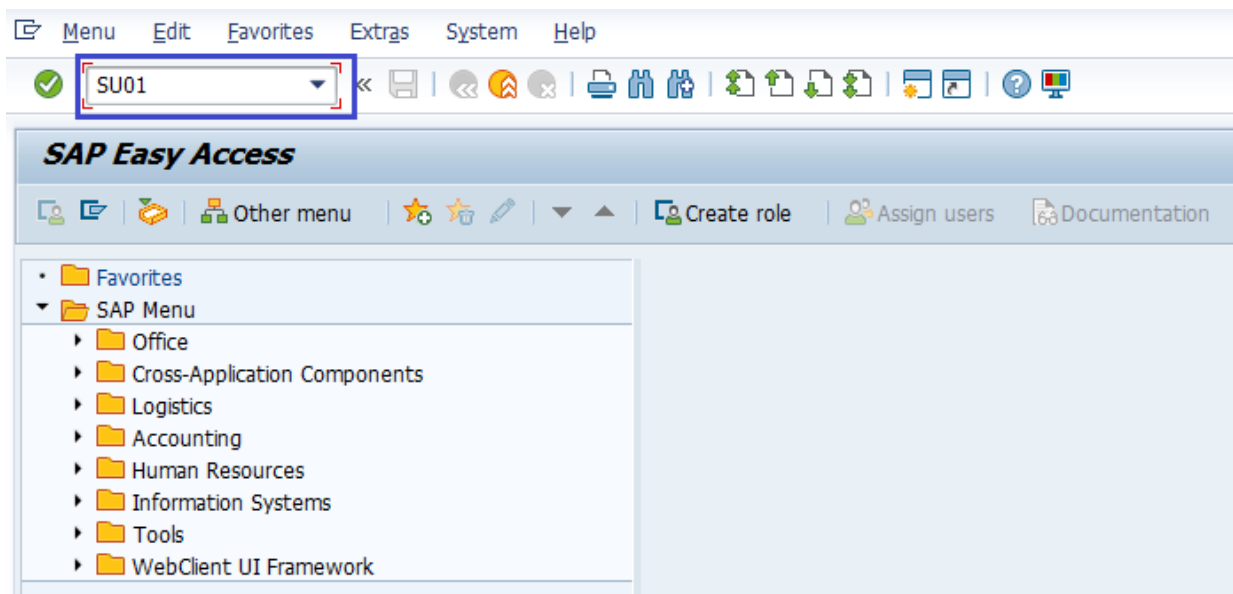 Menu Edit Favorites Extras System Help
SU01
SAP Easy Access
Other menu Create role Assign users Documentation
Favorites
SAP Menu
Office
Cross-Application Components
Logistics
Accounting
Human Resources
Information Systems
Tools
WebClient UI Framework